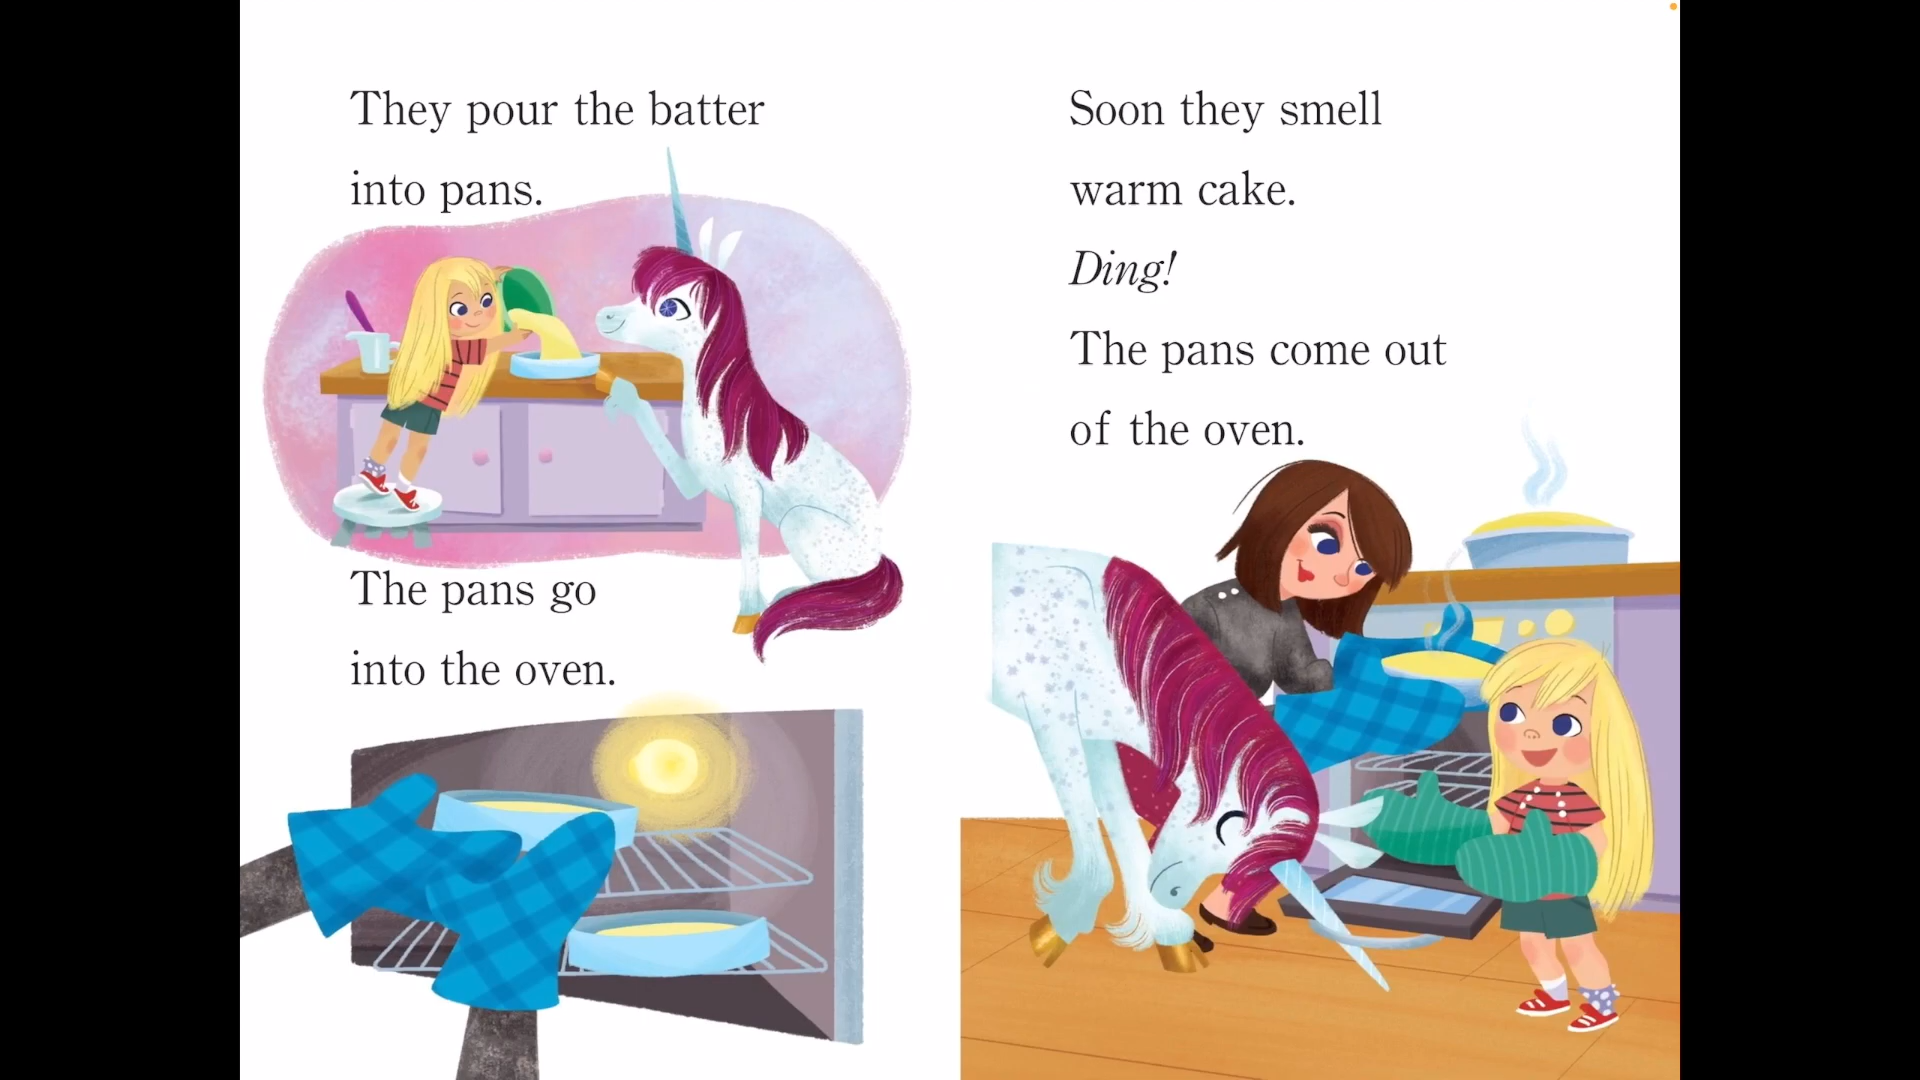 They pour the batter
into pans.
The pans go
into the oven.
Soon they smell
warm cake.
Ding!
The pans come out
of the oven.